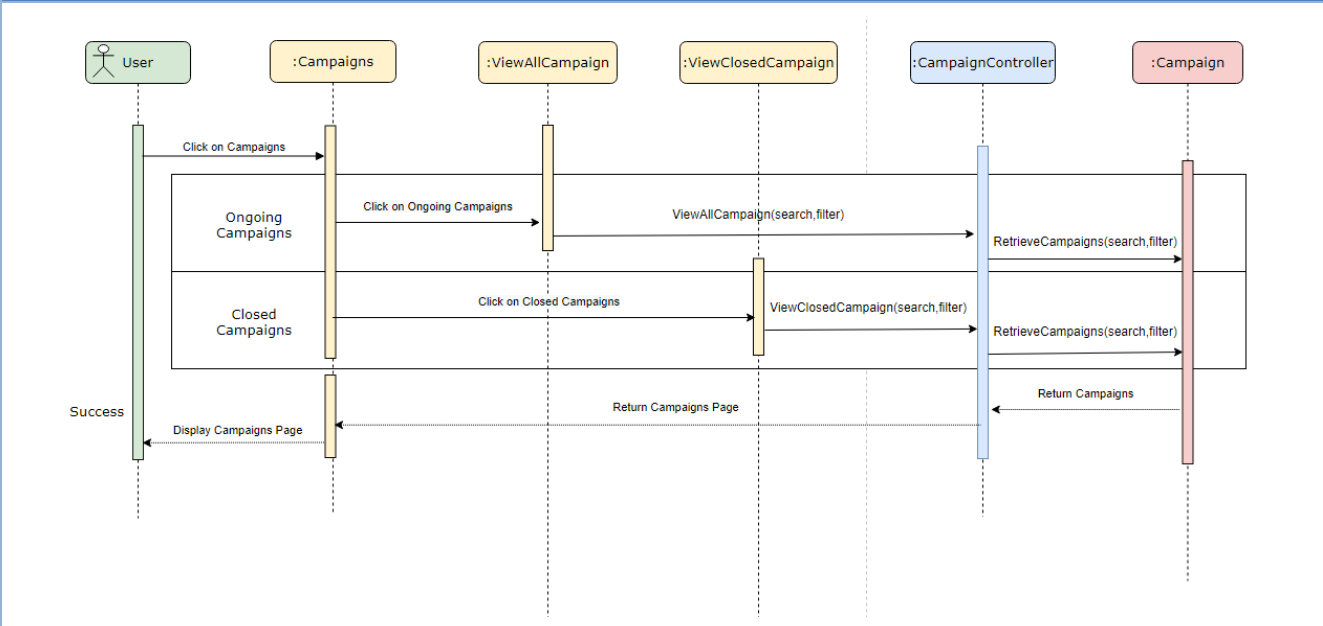 User
:Campaigns
:ViewAllCampaign
:ViewClosedCampaign
:CampaignController
:Campaign
Click on Campaigns
Ongoing
Campaigns
Click on Ongoing Campaigns
ViewAllCampaign(search,filter)
RetrieveCampaigns(search,filter)
Closed
Campaigns
Click on Closed Campaigns
ViewClosedCampaign(search,filter)
RetrieveCampaigns(search,filter)
Return Campaigns
Return Campaigns Page
Success
Display Campaigns Page